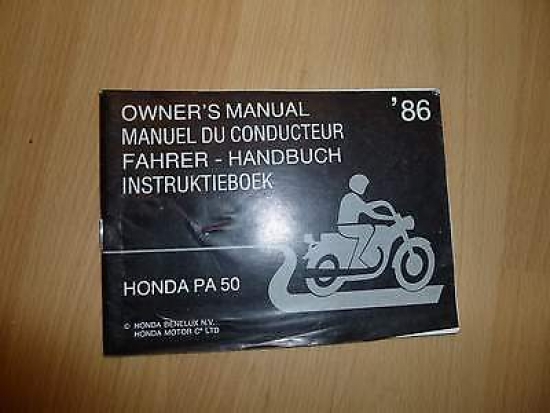 OWNER'S MANUAL
'86
MANUEL DU CONDUCTEUR
FAHRER - HANDBUCH
INSTRUKTIEBOEK
HONDA PA 50
© HONDA BENELUX N.V.
HONDA MOTOR Cº LTD